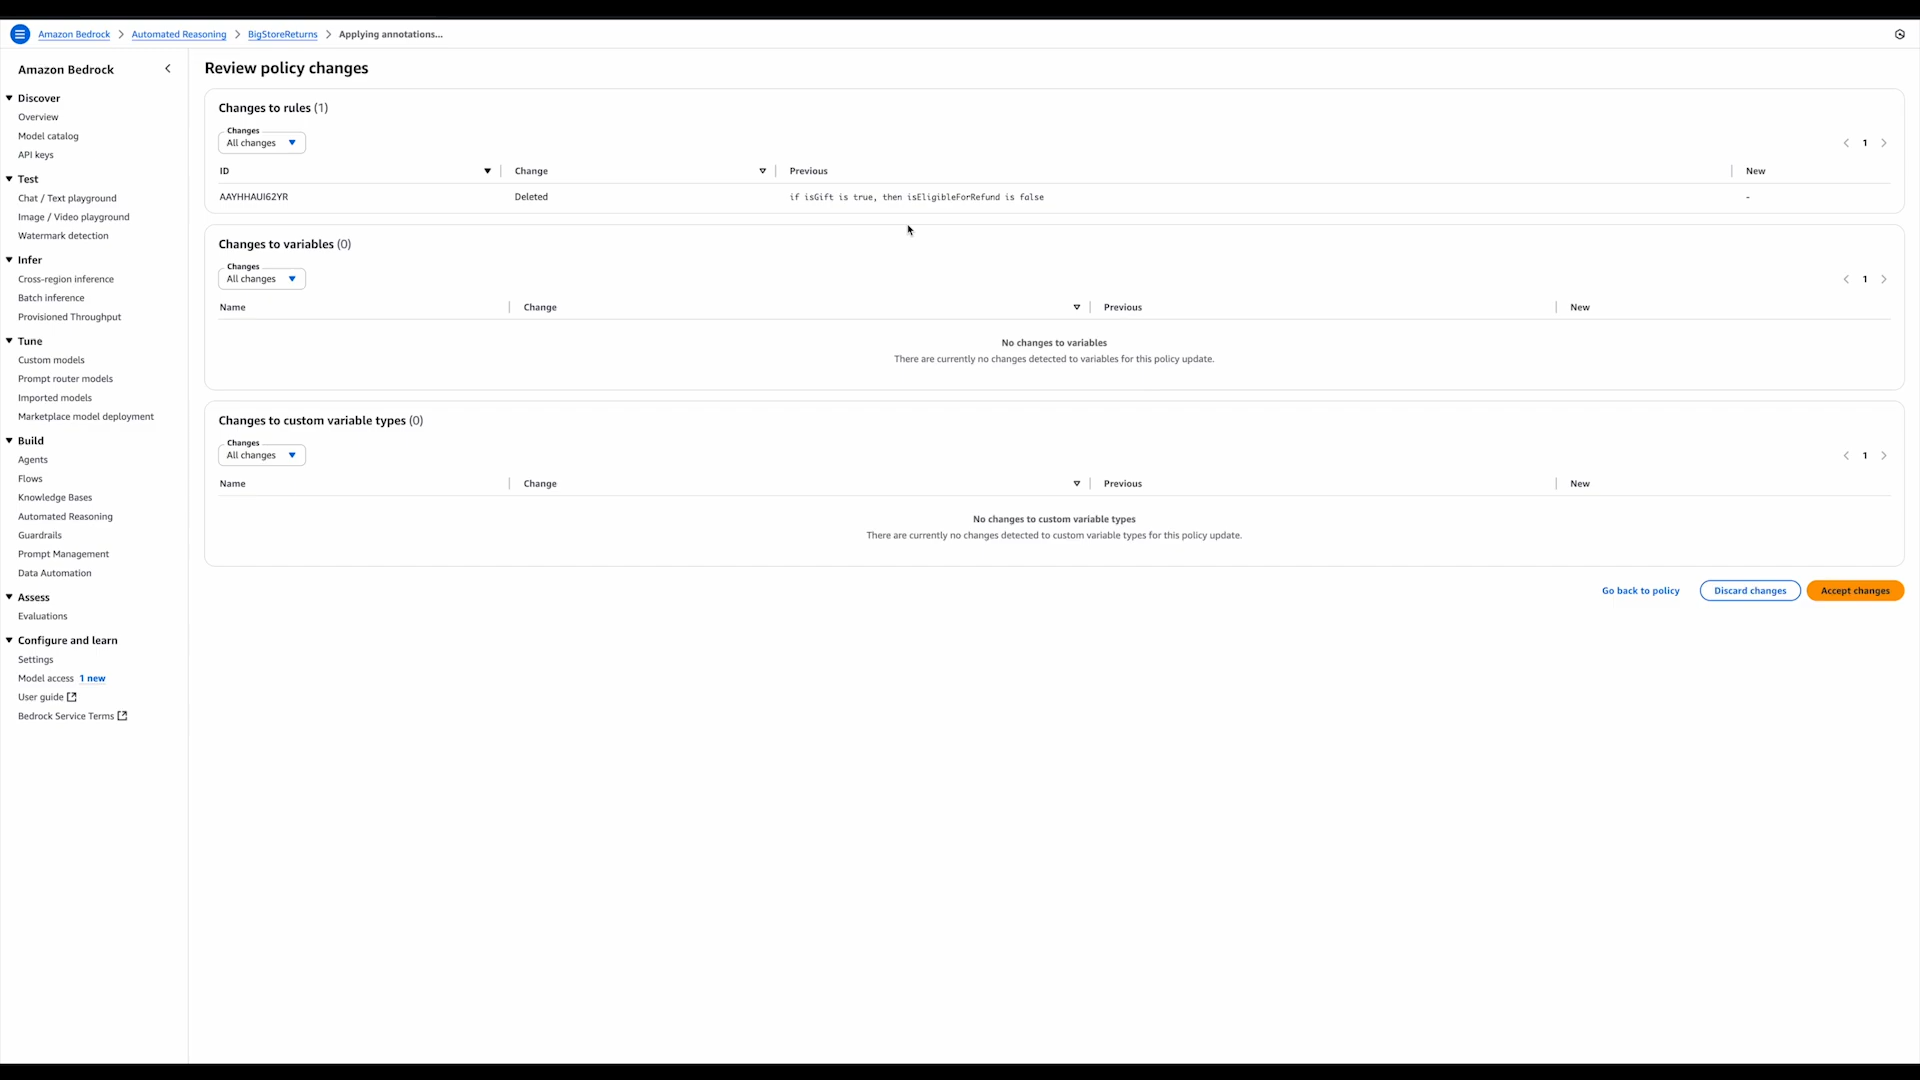 Amazon Bedrock > Automated Reasoning > BigStoreReturns > Applying annotations...
Amazon Bedrock
Discover
Overview
Model catalog
API keys
Test
Chat / Text playground
Image / Video playground
Watermark detection
Infer
Cross-region inference
Batch inference
Provisioned Throughput
Tune
Custom models
Prompt router models
Imported models
Marketplace model deployment
Build
Agents
Flows
Knowledge Bases
Automated Reasoning
Guardrails
Prompt Management
Data Automation
Assess
Evaluations
Configure and learn
Settings
Model access 1 new
User guide
Bedrock Service Terms
Review policy changes
Changes to rules (1)
Changes
All changes
1
ID Change Previous New
AAYHHAUI62YR Deleted if isGift is true, then isEligibleForRefund is false -
Changes to variables (0)
Changes
All changes
1
Name Change Previous New
No changes to variables
There are currently no changes detected to variables for this policy update.
Changes to custom variable types (0)
Changes
All changes
1
Name Change Previous New
No changes to custom variable types
There are currently no changes detected to custom variable types for this policy update.
Go back to policy Discard changes Accept changes